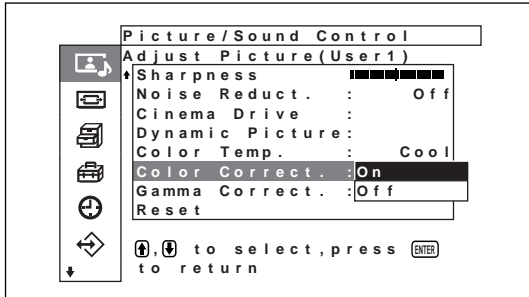 Picture/Sound Control
Adjust Picture(User1)
Sharpness
Noise Reduct. : Off
Cinema Drive :
Dynamic Picture:
Color Temp. : Cool
Color Correct. :On
Gamma Correct. :Off
Reset
, to select,press ENTER
to return